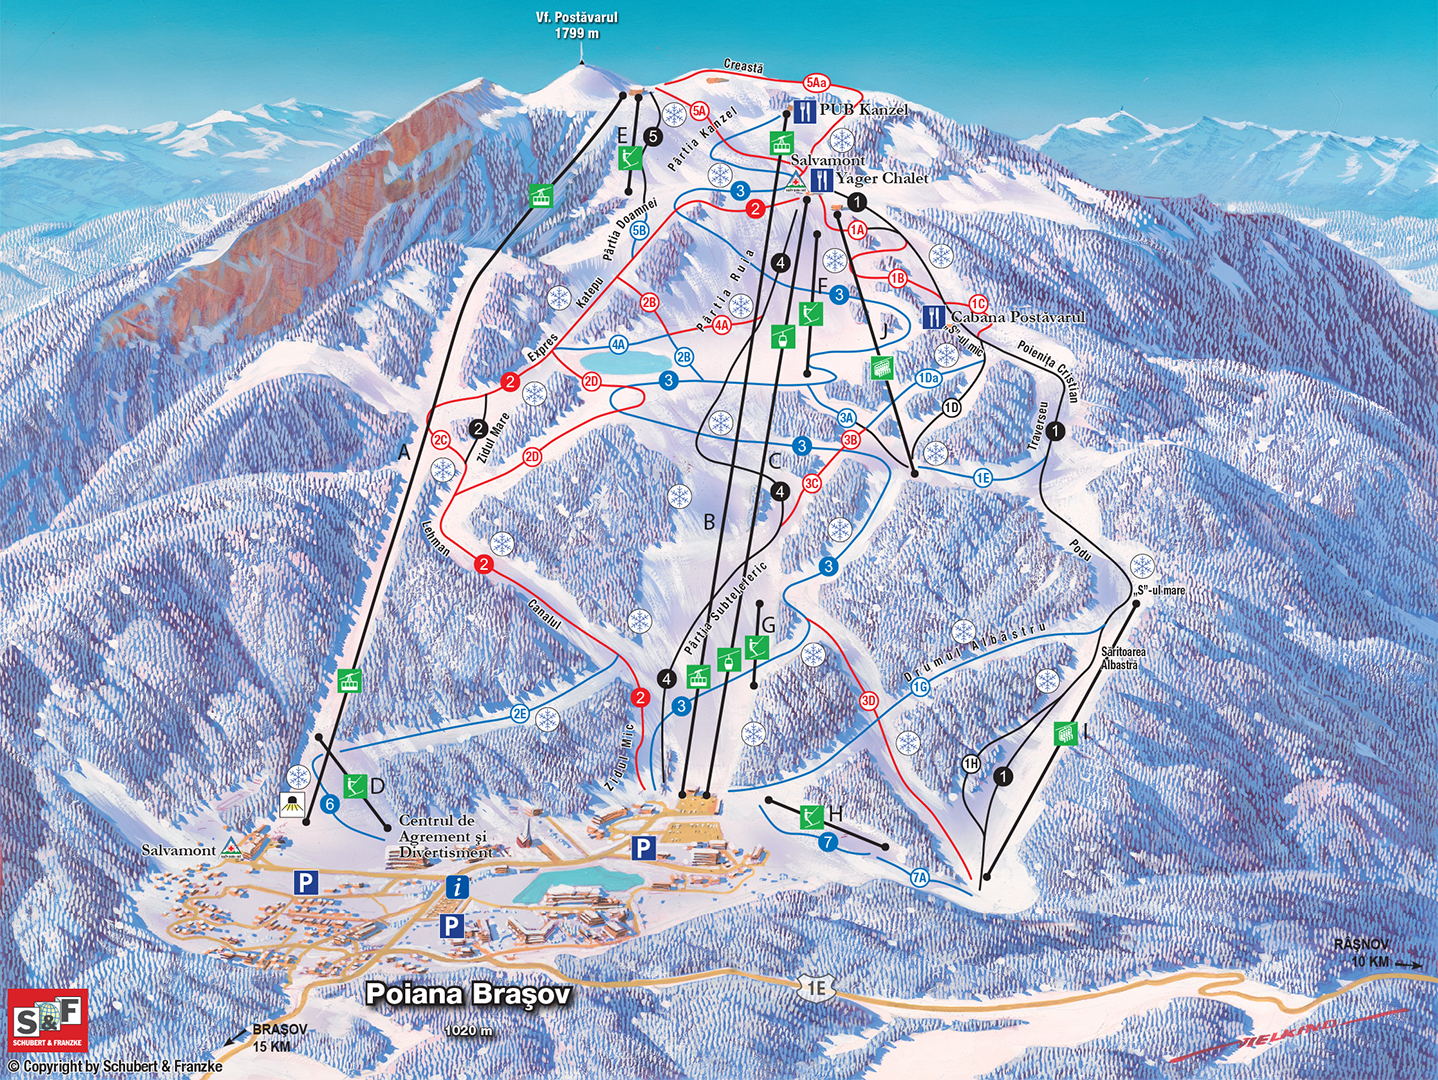 Vf. Postăvarul
1799 m
Creastă
5Aa
5A
PUB Kanzel
E
5
Pârtia Kanzel
Salvamont
Yager Chalet
3
2
1
Pârtia Doamnei
5B
1A
4
Pârtia Ruia
Katepu
2B
F
3
1B
1C
Cabana Postăvarul
4A
J
„S”-ul mic
Poienița Cristian
Expres
4A
2B
2
2D
3
1Da
1D
2
Zidul Mare
2C
3A
3B
Traverseu
1
A
2D
3
C
1E
3C
4
B
Lehman
2
3
Podu
Canalul
Pârtia Subteleferic
„S”-ul mare
G
Drumul Albastru
Săritoarea
Albastră
4
2
3
3D
1G
2E
Zidul Mic
I
1H
1
D
6
H
7
7A
Centrul de
Agrement și
Divertisment
Salvamont
P
P
i
P
RÂȘNOV
10 KM
1E
Poiana Brașov
1020 m
BRAȘOV
15 KM
S&F
SCHUBERT & FRANZKE
© Copyright by Schubert & Franzke